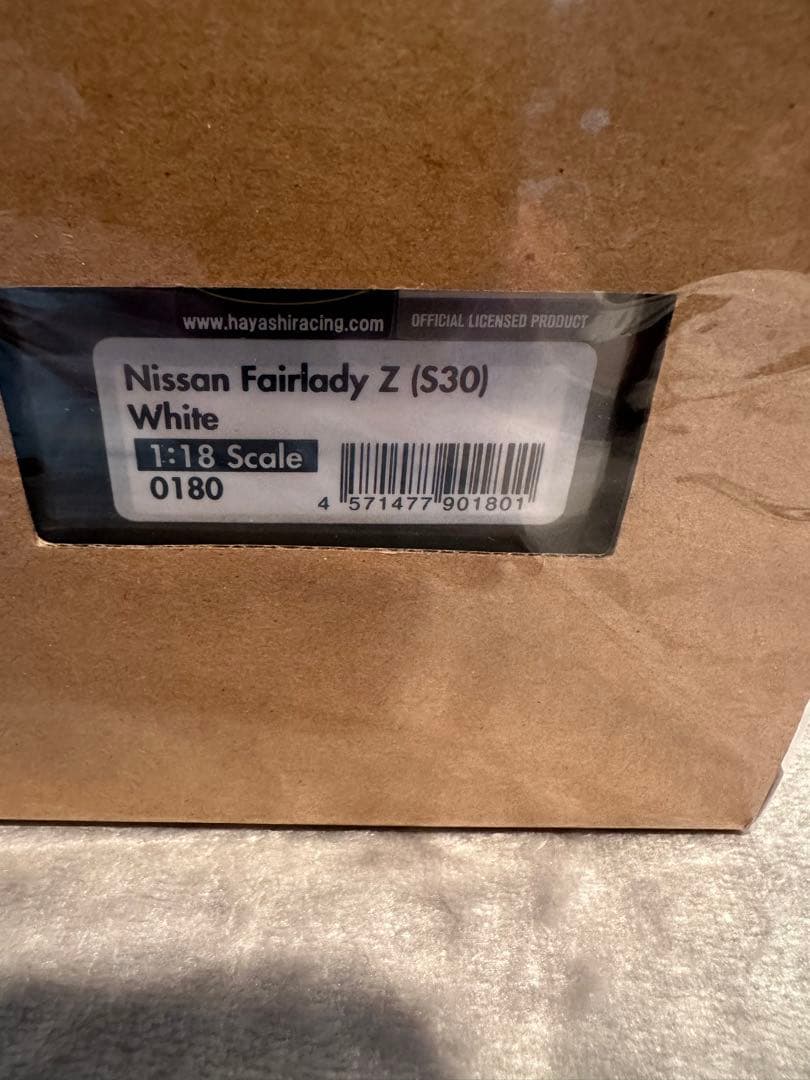 www.hayashiracing.com
OFFICIAL LICENSED PRODUCT
Nissan Fairlady Z (S30)
White
1:18 Scale
0180
4 571477 901801